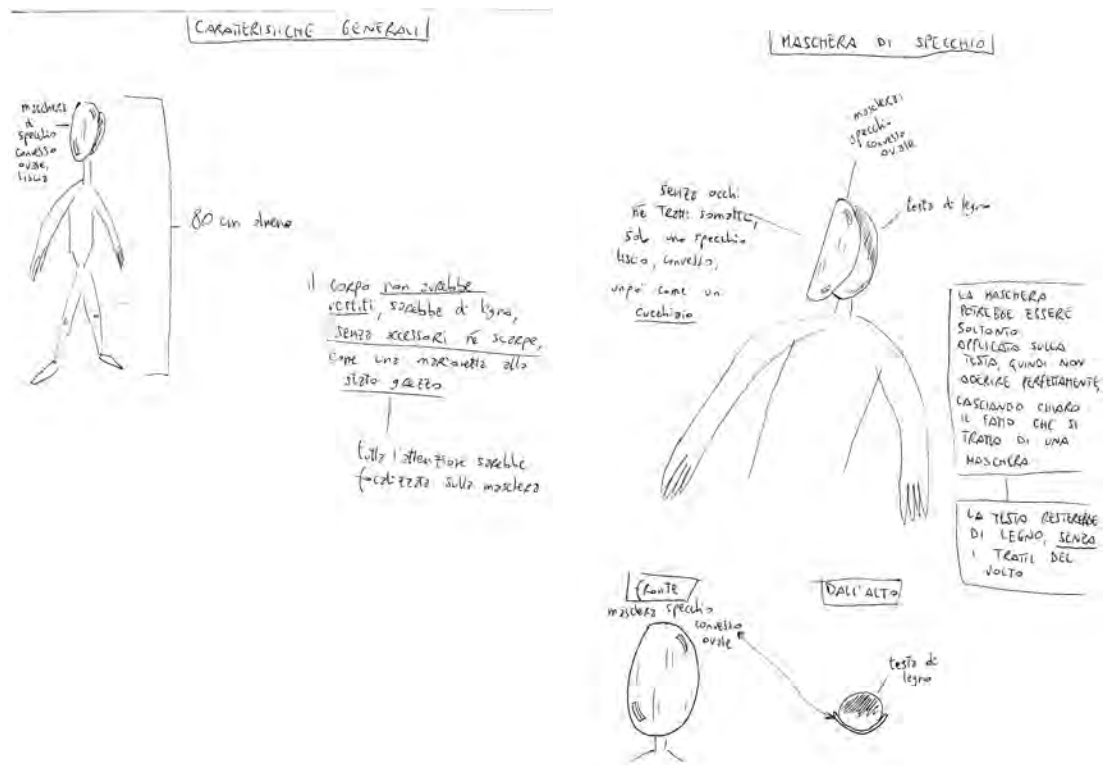 CARATTERISTICHE GENERALI
maschera
di
specchio
convesso
ovale,
liscio
80 cm almeno
il corpo non avrebbe
vestiti, sarebbe di legno,
senza accessori né scarpe,
come una marionetta allo
stato grezzo
tutta l'attenzione sarebbe
focalizzata sulla maschera
MASCHERA DI SPECCHIO
maschera di
specchio
convesso
ovale
testa di legno
senza occhi
né tratti somatici,
solo uno specchio
liscio, convesso,
un po' come un
cucchiaio
LA MASCHERA
POTREBBE ESSERE
SOLTANTO
APPLICATA SULLA
TESTA, QUINDI NON
ADERIRE PERFETTAMENTE,
LASCIANDO CHIARO
IL FATTO CHE SI
TRATTA DI UNA
MASCHERA
LA TESTA RESTEREBBE
DI LEGNO, SENZA
I TRATTI DEL
VOLTO
fronte
maschera specchio
convesso
ovale
DALL'ALTO
testa di
legno